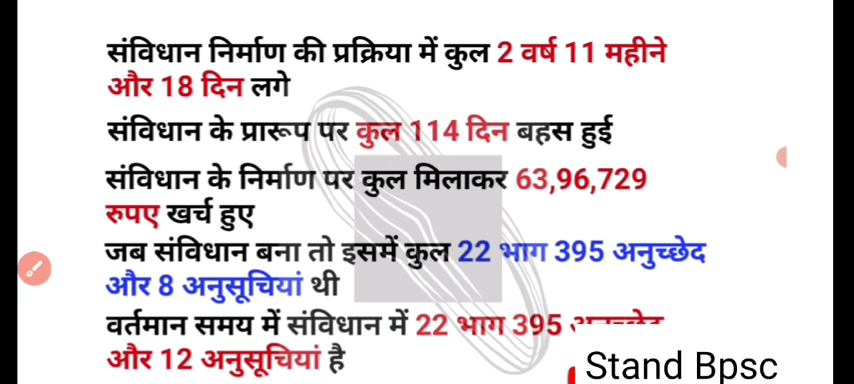 संविधान निर्माण की प्रक्रिया में कुल 2 वर्ष 11 महीने
और 18 दिन लगे
संविधान के प्रारूप पर कुल 114 दिन बहस हुई
संविधान के निर्माण पर कुल मिलाकर 63,96,729
रुपए खर्च हुए
जब संविधान बना तो इसमें कुल 22 भाग 395 अनुच्छेद
और 8 अनुसूचियां थी
वर्तमान समय में संविधान में 22 भाग 395
और 12 अनुसूचियां है
Stand Bpsc